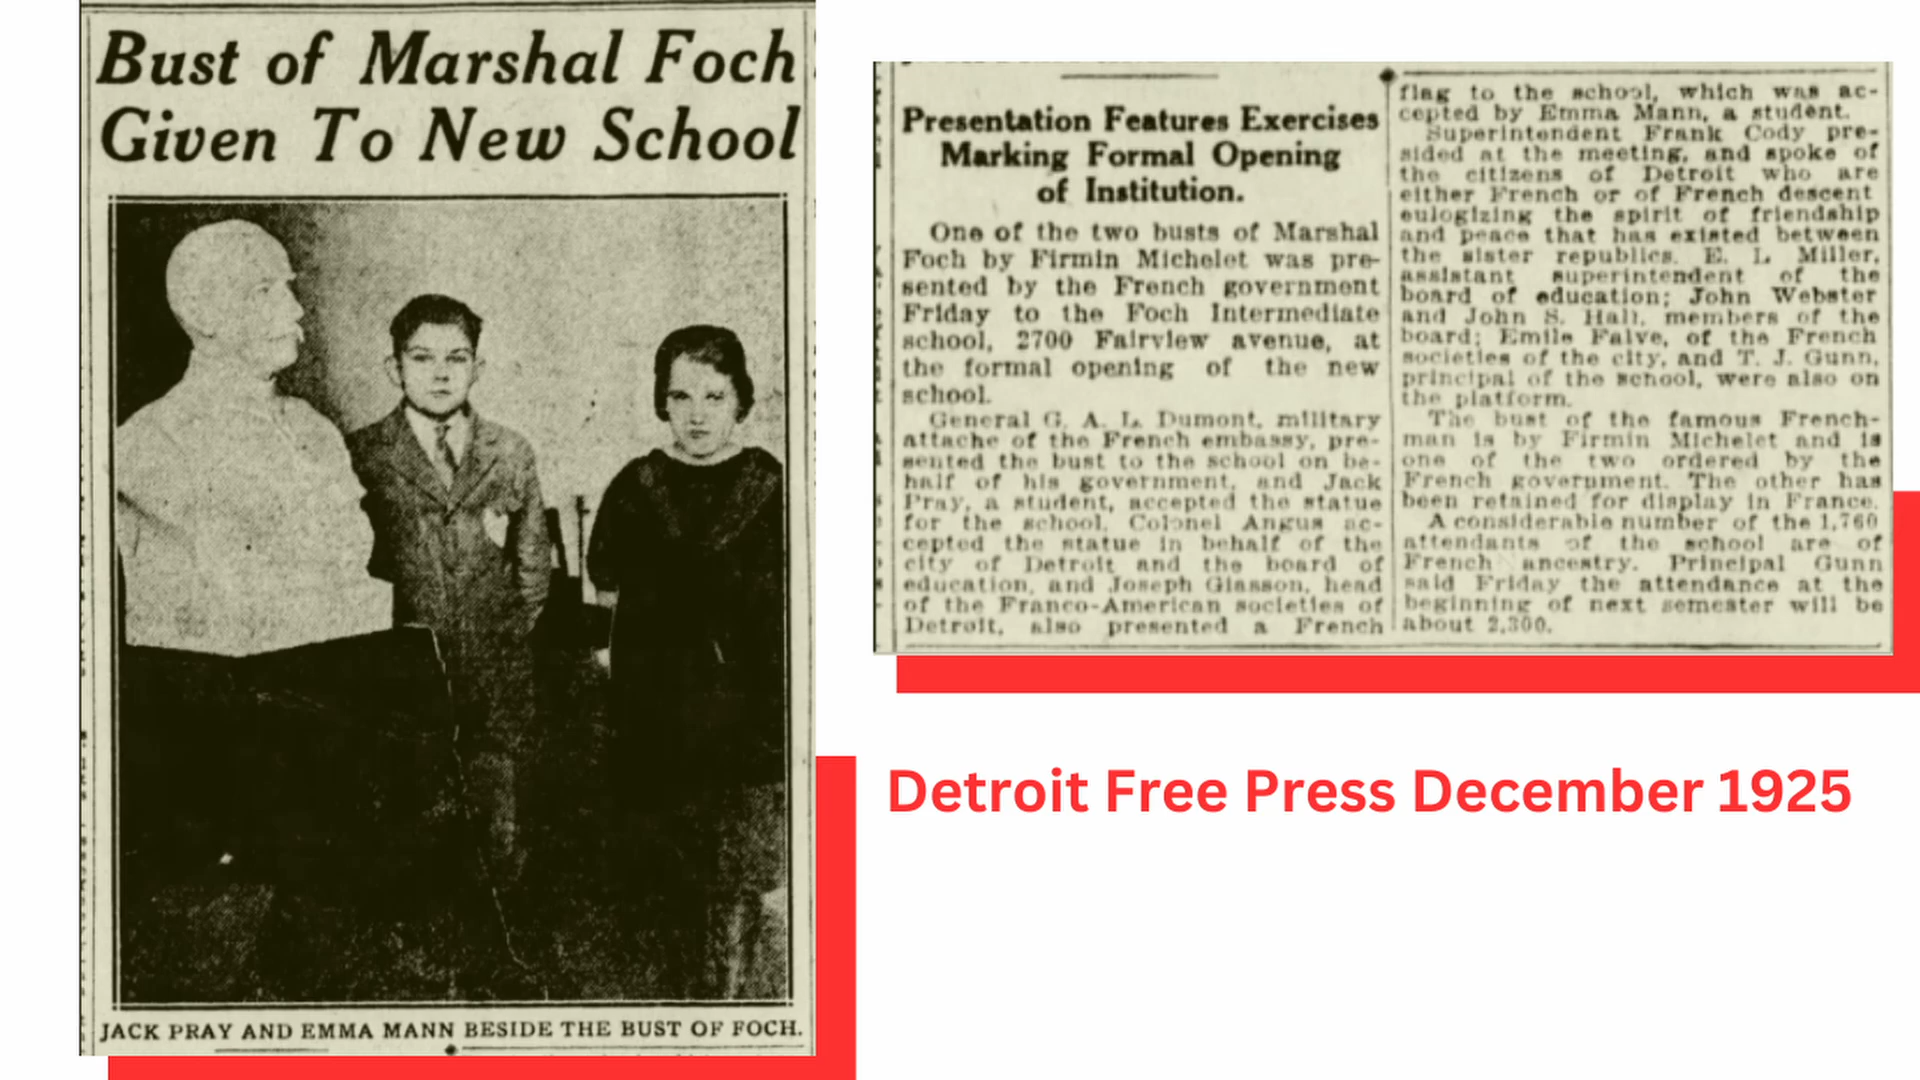 Bust of Marshal Foch
Given To New School
JACK PRAY AND EMMA MANN BESIDE THE BUST OF FOCH.
Presentation Features Exercises
Marking Formal Opening
of Institution.
One of the two busts of Marshal
Foch by Firmin Michelet was pre-
sented by the French government
Friday to the Foch Intermediate
school, 2700 Fairview avenue, at
the formal opening of the new
school.
General G. A. L. Dumont, military
attache of the French embassy, pre-
sented the bust to the school on be-
half of his government, and Jack
Pray, a student, accepted the statue
for the school. Colonel Angus ac-
cepted the statue in behalf of the
city of Detroit and the board of
education, and Joseph Glasson, head
of the Franco-American societies of
Detroit, also presented a French
flag to the school, which was ac-
cepted by Emma Mann, a student.
Superintendent Frank Cody pre-
sided at the meeting, and spoke of
the citizens of Detroit who are
either French or of French descent
eulogizing the spirit of friendship
and peace that has existed between
the sister republics. E. L. Miller,
assistant superintendent of the
board of education; John Webster
and John S. Hall, members of the
board; Emile Falve, of the French
societies of the city, and T. J. Gunn,
principal of the school, were also on
the platform.
The bust of the famous French-
man is by Firmin Michelet and is
one of the two ordered by the
French government. The other has
been retained for display in France.
A considerable number of the 1,760
attendants of the school are of
French ancestry. Principal Gunn
said Friday the attendance at the
beginning of next semester will be
about 2,300.
Detroit Free Press December 1925